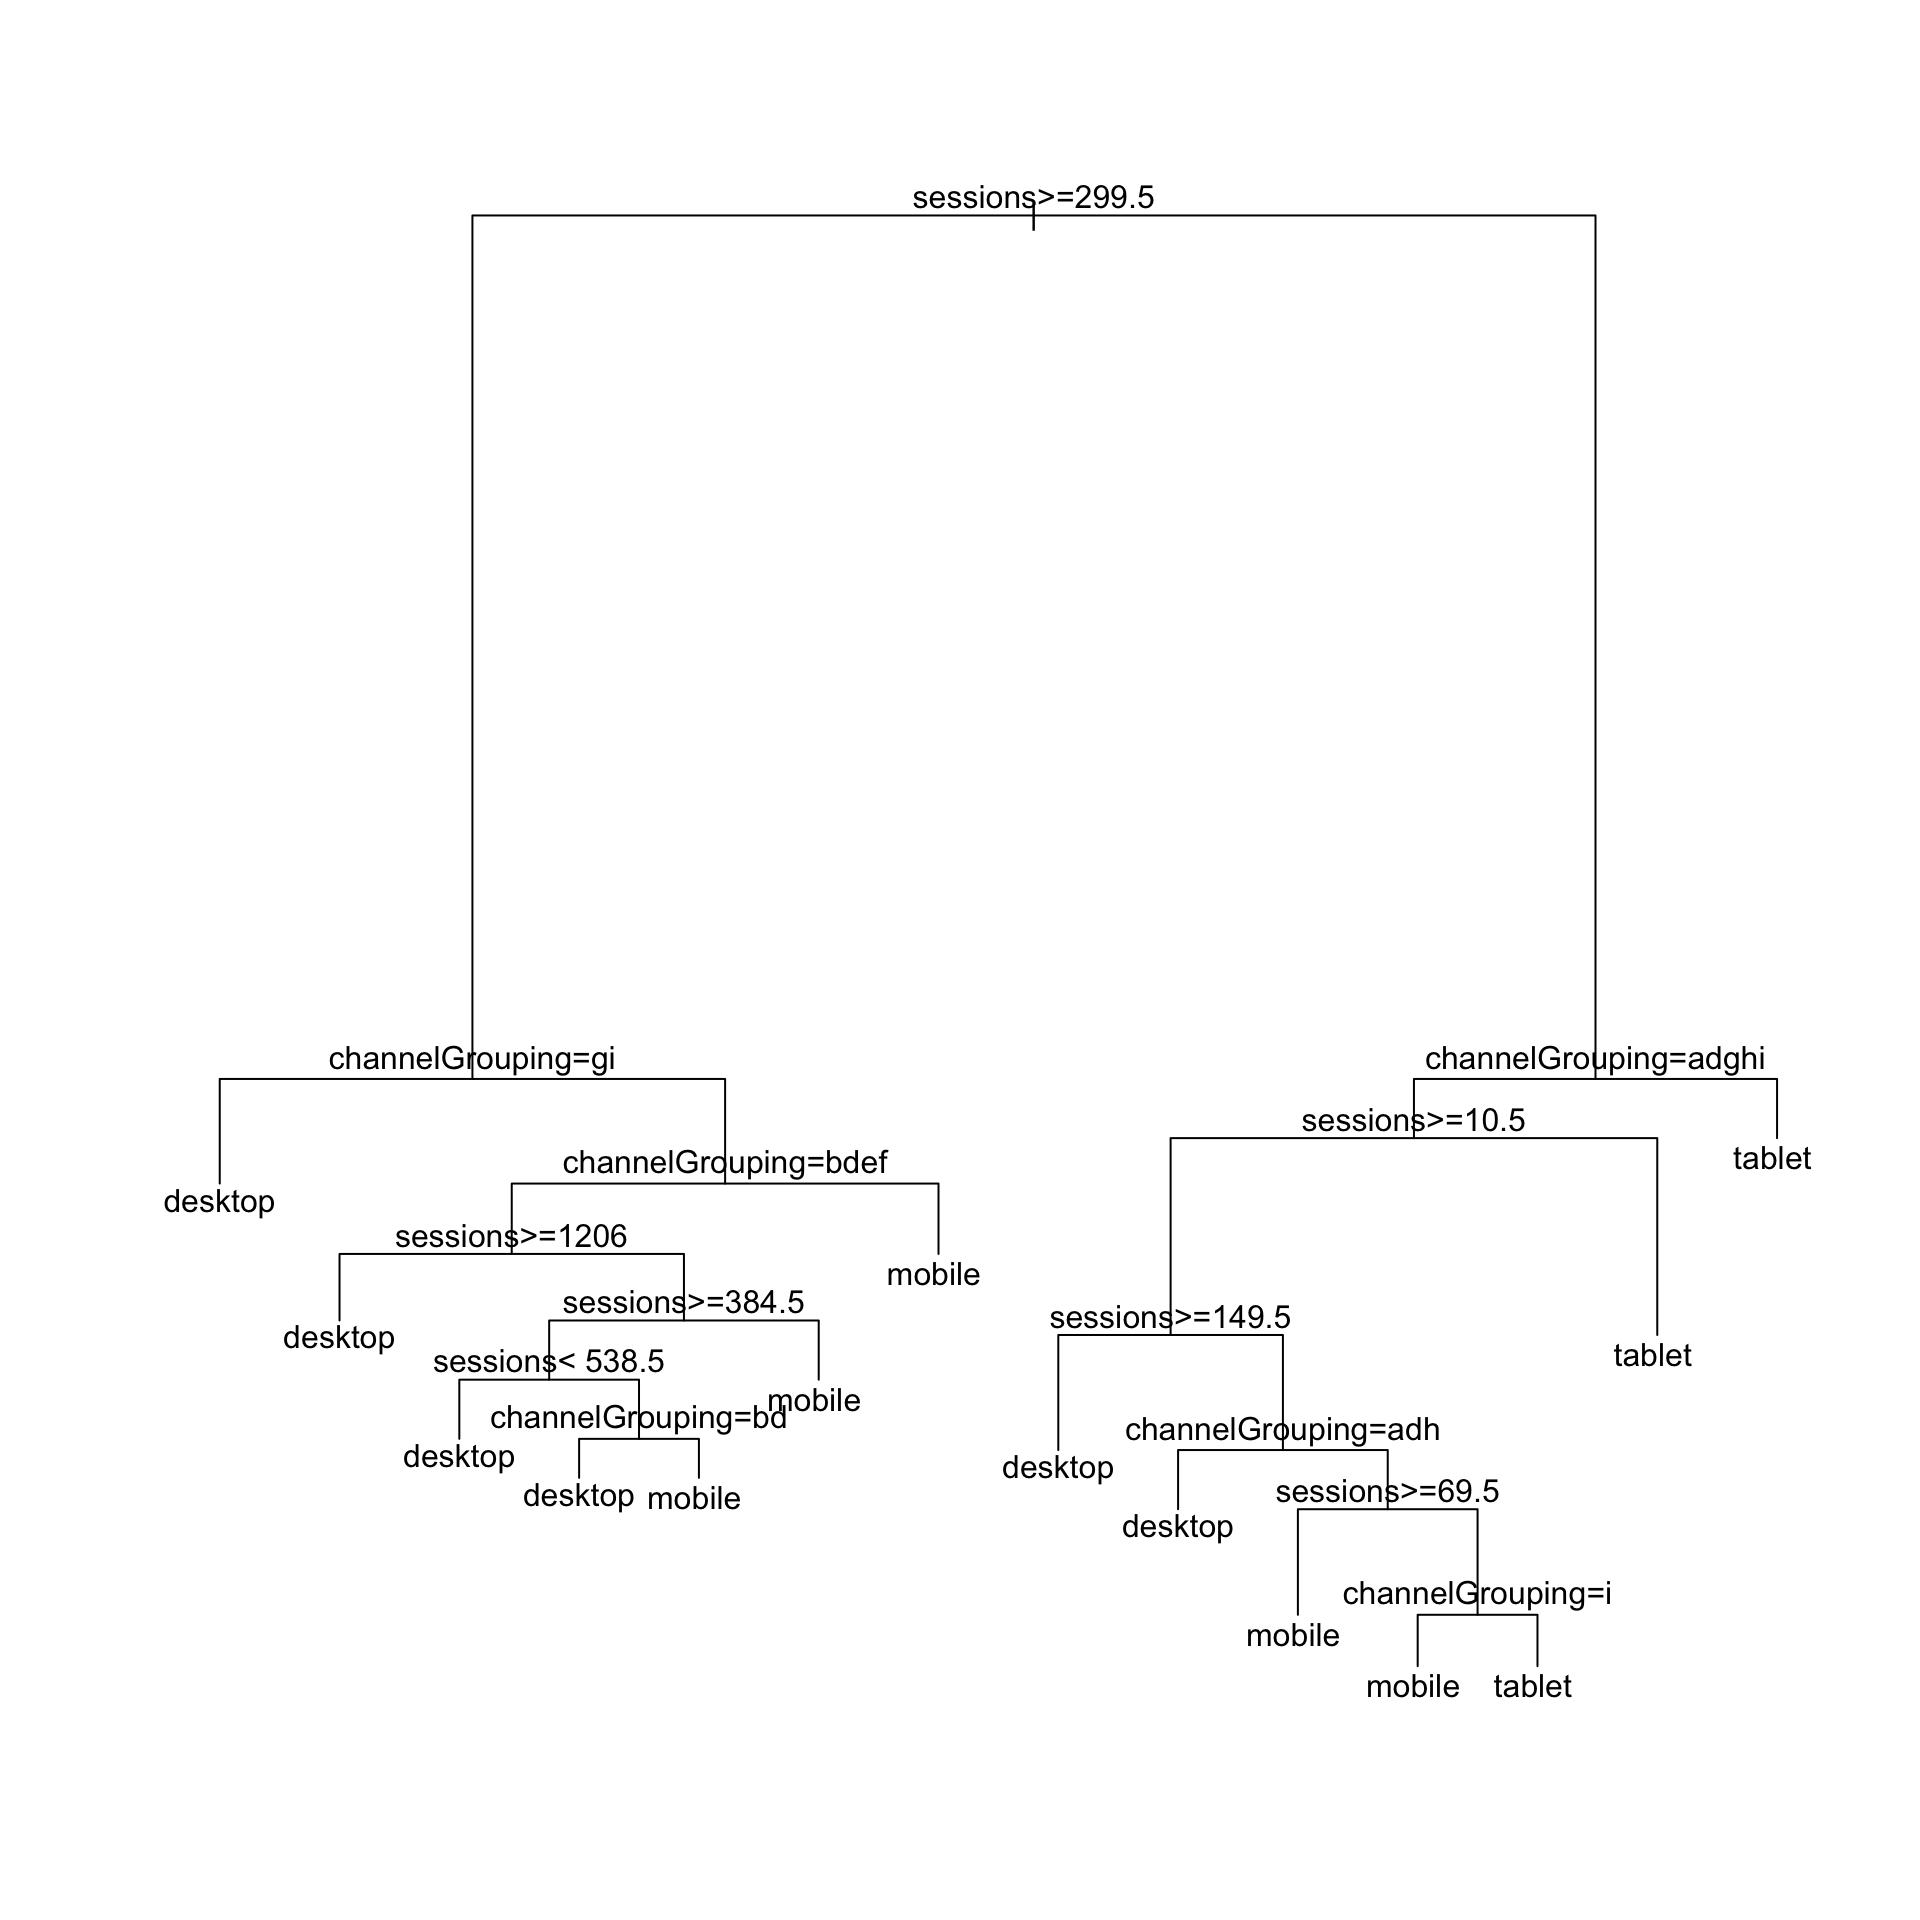 sessions>=299.5
channelGrouping=gi
channelGrouping=adghi
sessions>=10.5
tablet
channelGrouping=bdef
desktop
sessions>=1206
mobile
sessions>=384.5
sessions>=149.5
desktop
tablet
sessions< 538.5
mobile
channelGrouping=bd
channelGrouping=adh
desktop
desktop
sessions>=69.5
desktop
mobile
desktop
channelGrouping=i
mobile
mobile
tablet